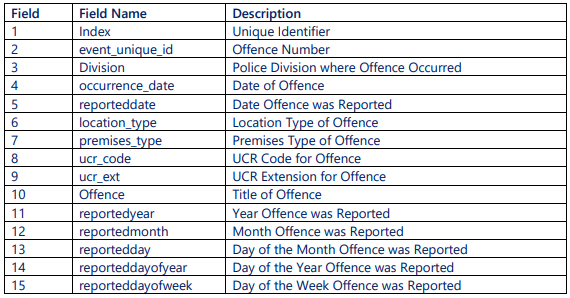 Field Field Name Description
1 Index Unique Identifier
2 event_unique_id Offence Number
3 Division Police Division where Offence Occurred
4 occurrence_date Date of Offence
5 reporteddate Date Offence was Reported
6 location_type Location Type of Offence
7 premises_type Premises Type of Offence
8 ucr_code UCR Code for Offence
9 ucr_ext UCR Extension for Offence
10 Offence Title of Offence
11 reportedyear Year Offence was Reported
12 reportedmonth Month Offence was Reported
13 reportedday Day of the Month Offence was Reported
14 reporteddayofyear Day of the Year Offence was Reported
15 reporteddayofweek Day of the Week Offence was Reported